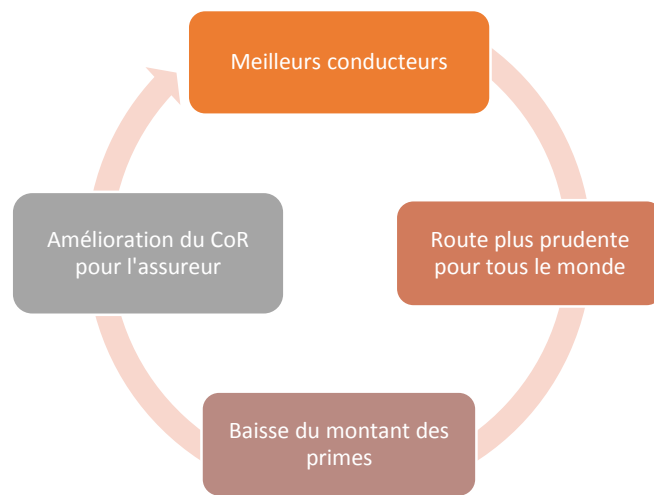 Meilleurs conducteurs
Route plus prudente
pour tous le monde
Baisse du montant des
primes
Amélioration du CoR
pour l'assureur